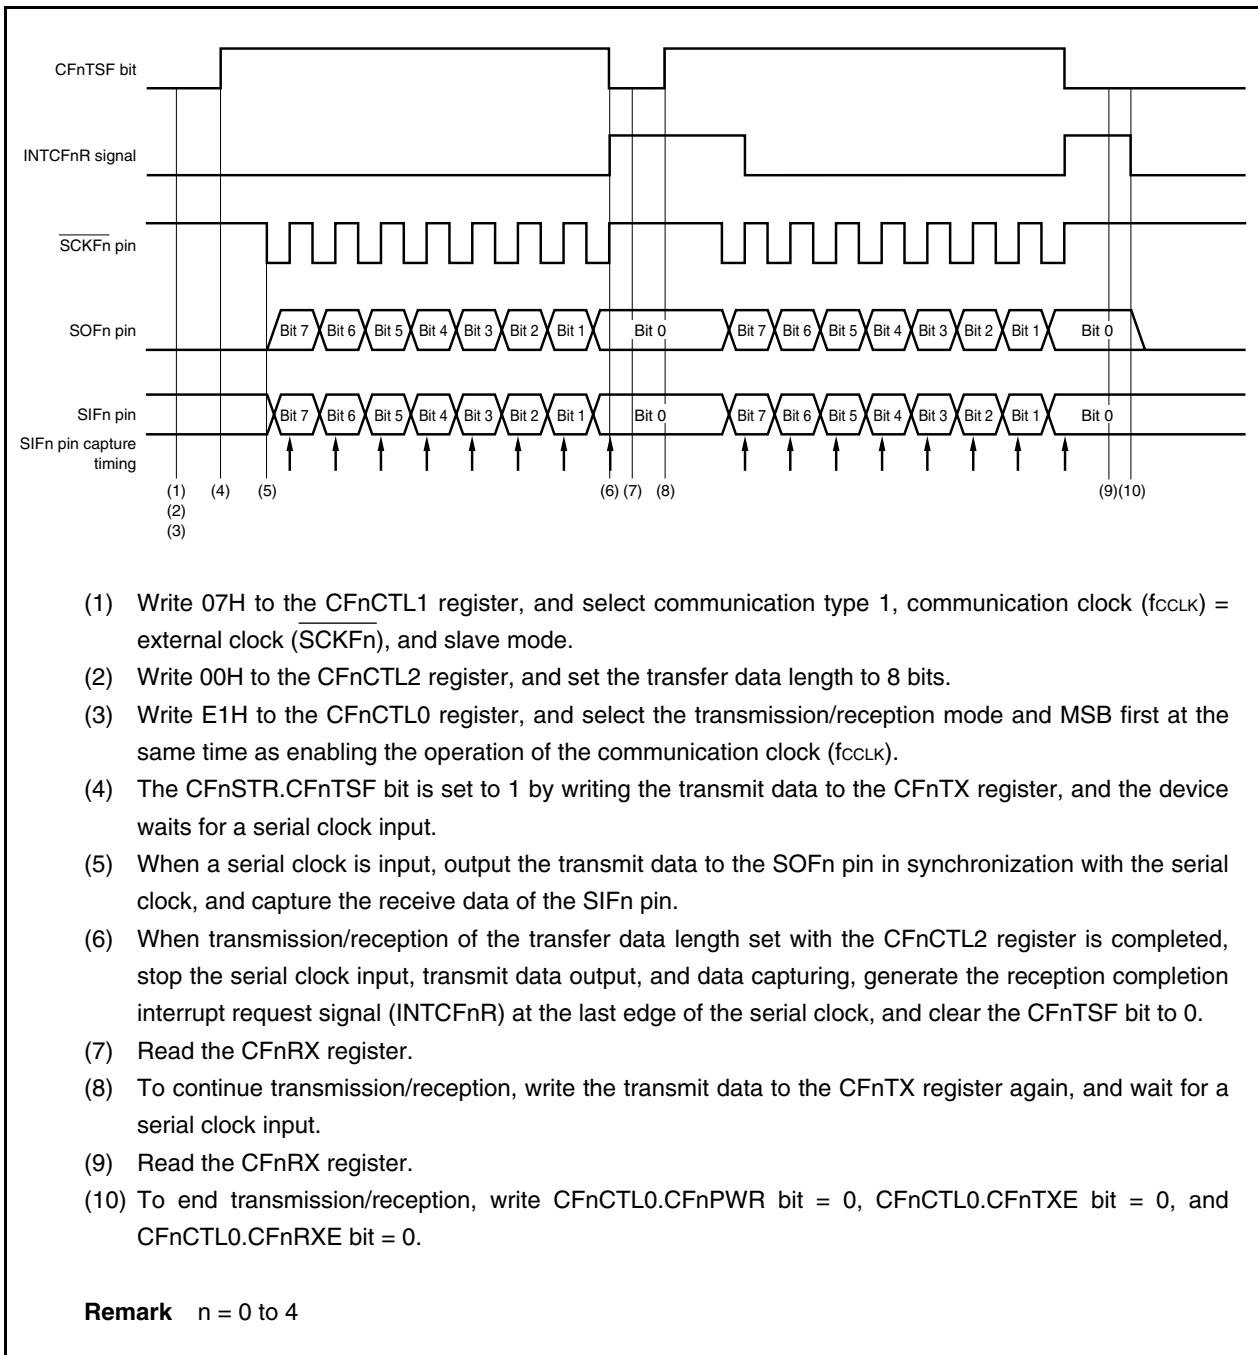 CFnTSF bit
INTCFnR signal
SCKFn pin
SOFn pin
Bit 7 Bit 6 Bit 5 Bit 4 Bit 3 Bit 2 Bit 1 Bit 0 Bit 7 Bit 6 Bit 5 Bit 4 Bit 3 Bit 2 Bit 1 Bit 0
SIFn pin
Bit 7 Bit 6 Bit 5 Bit 4 Bit 3 Bit 2 Bit 1 Bit 0 Bit 7 Bit 6 Bit 5 Bit 4 Bit 3 Bit 2 Bit 1 Bit 0
SIFn pin capture
timing
(1) (4) (5) (6) (7) (8) (9) (10)
(2)
(3)
(1) Write 07H to the CFnCTL1 register, and select communication type 1, communication clock (fCCLK) =
external clock (SCKFn), and slave mode.
(2) Write 00H to the CFnCTL2 register, and set the transfer data length to 8 bits.
(3) Write E1H to the CFnCTL0 register, and select the transmission/reception mode and MSB first at the
same time as enabling the operation of the communication clock (fCCLK).
(4) The CFnSTR.CFnTSF bit is set to 1 by writing the transmit data to the CFnTX register, and the device
waits for a serial clock input.
(5) When a serial clock is input, output the transmit data to the SOFn pin in synchronization with the serial
clock, and capture the receive data of the SIFn pin.
(6) When transmission/reception of the transfer data length set with the CFnCTL2 register is completed,
stop the serial clock input, transmit data output, and data capturing, generate the reception completion
interrupt request signal (INTCFnR) at the last edge of the serial clock, and clear the CFnTSF bit to 0.
(7) Read the CFnRX register.
(8) To continue transmission/reception, write the transmit data to the CFnTX register again, and wait for a
serial clock input.
(9) Read the CFnRX register.
(10) To end transmission/reception, write CFnCTL0.CFnPWR bit = 0, CFnCTL0.CFnTXE bit = 0, and
CFnCTL0.CFnRXE bit = 0.
Remark n = 0 to 4